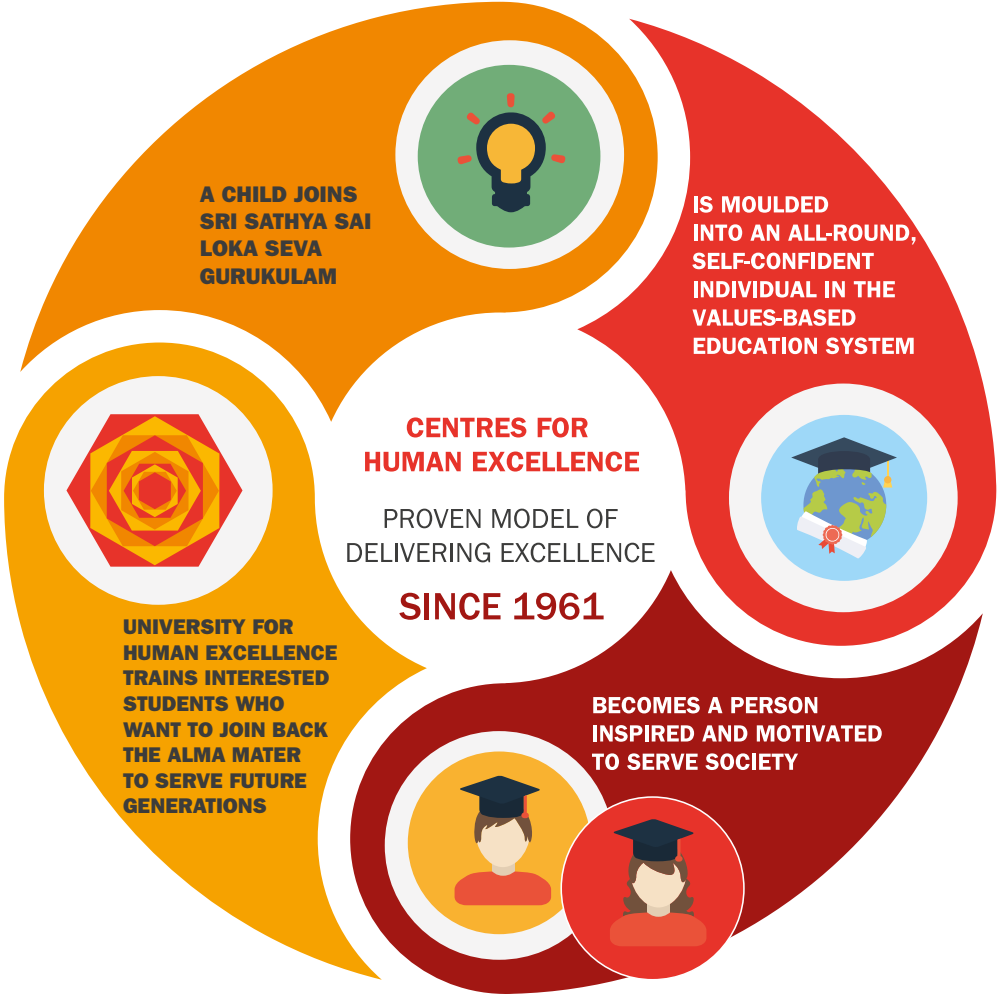 A CHILD JOINS
SRI SATHYA SAI
LOKA SEVA
GURUKULAM
IS MOULDED
INTO AN ALL-ROUND,
SELF-CONFIDENT
INDIVIDUAL IN THE
VALUES-BASED
EDUCATION SYSTEM
CENTRES FOR
HUMAN EXCELLENCE
PROVEN MODEL OF
DELIVERING EXCELLENCE
SINCE 1961
BECOMES A PERSON
INSPIRED AND MOTIVATED
TO SERVE SOCIETY
UNIVERSITY FOR
HUMAN EXCELLENCE
TRAINS INTERESTED
STUDENTS WHO
WANT TO JOIN BACK
THE ALMA MATER
TO SERVE FUTURE
GENERATIONS